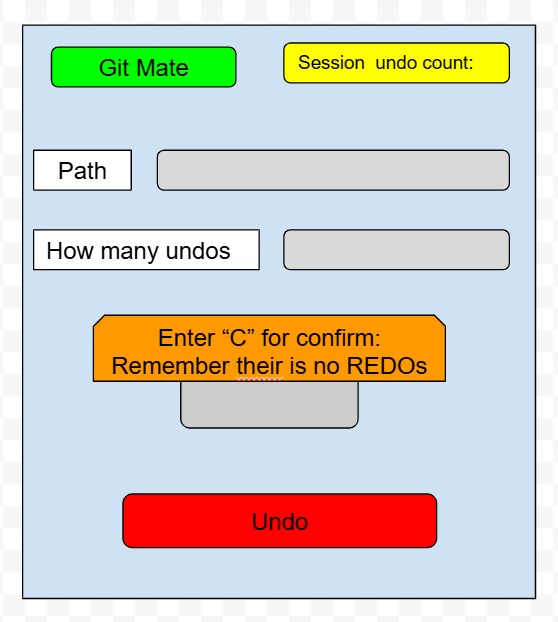 Git Mate
Session undo count:
Path
How many undos
Enter “C” for confirm:
Remember their is no REDOs
Undo